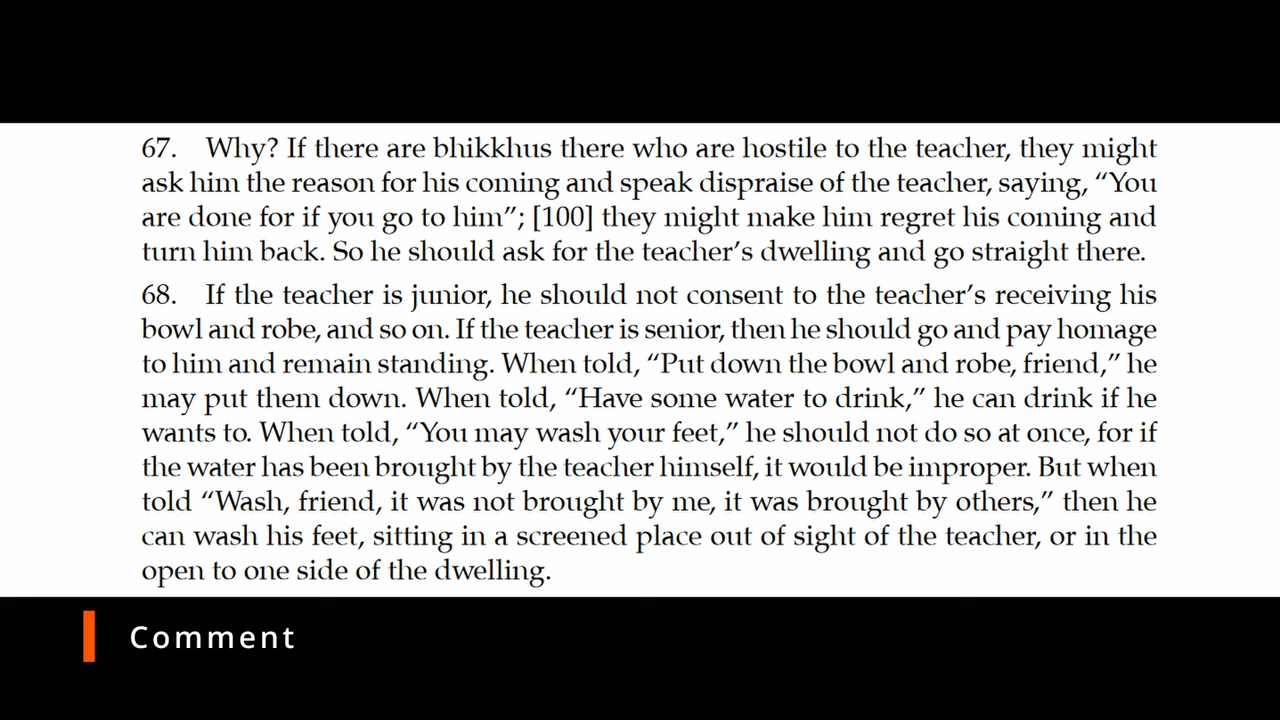 67. Why? If there are bhikkhus there who are hostile to the teacher, they might
ask him the reason for his coming and speak dispraise of the teacher, saying, “You
are done for if you go to him”; [100] they might make him regret his coming and
turn him back. So he should ask for the teacher’s dwelling and go straight there.
68. If the teacher is junior, he should not consent to the teacher’s receiving his
bowl and robe, and so on. If the teacher is senior, then he should go and pay homage
to him and remain standing. When told, “Put down the bowl and robe, friend,” he
may put them down. When told, “Have some water to drink,” he can drink if he
wants to. When told, “You may wash your feet,” he should not do so at once, for if
the water has been brought by the teacher himself, it would be improper. But when
told “Wash, friend, it was not brought by me, it was brought by others,” then he
can wash his feet, sitting in a screened place out of sight of the teacher, or in the
open to one side of the dwelling.
Comment